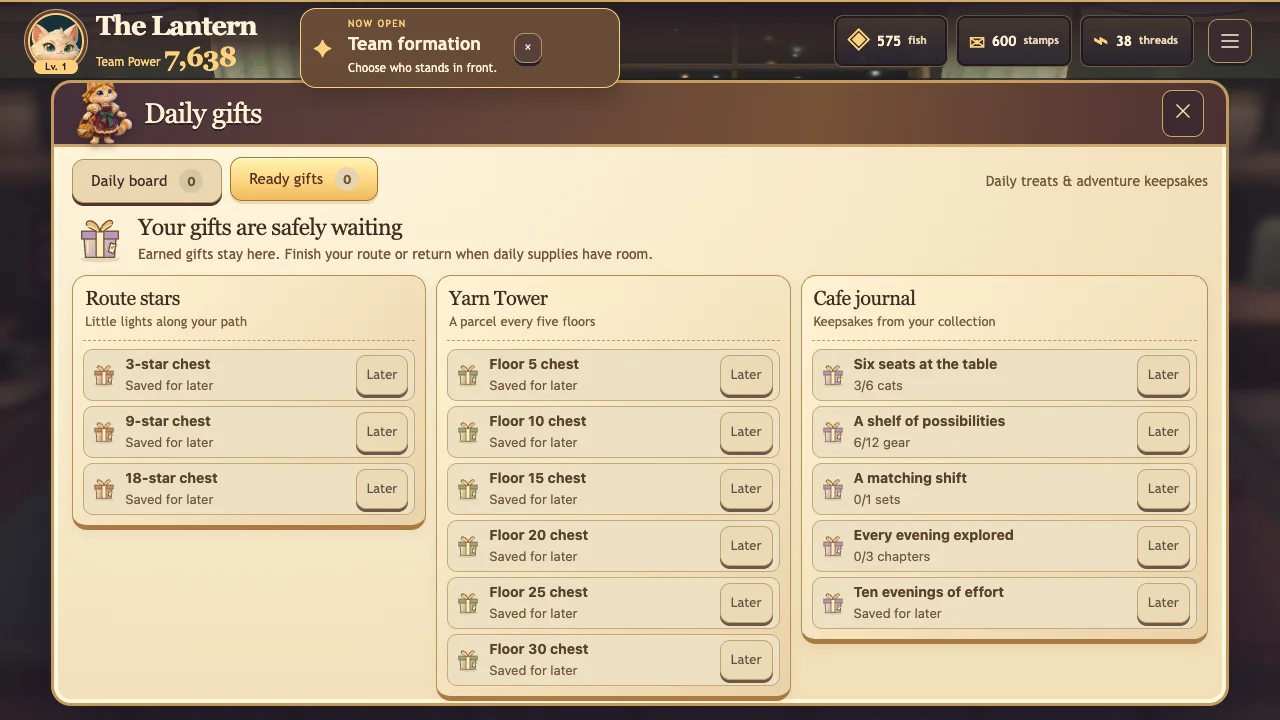 The Lantern
Team Power 7,638
Lv. 1
NOW OPEN
Team formation
Choose who stands in front.
×
575 fish
600 stamps
38 threads
Daily gifts
Daily board 0
Ready gifts 0
Daily treats & adventure keepsakes
Your gifts are safely waiting
Earned gifts stay here. Finish your route or return when daily supplies have room.
Route stars
Little lights along your path
3-star chest
Saved for later
Later
9-star chest
Saved for later
Later
18-star chest
Saved for later
Later
Yarn Tower
A parcel every five floors
Floor 5 chest
Saved for later
Later
Floor 10 chest
Saved for later
Later
Floor 15 chest
Saved for later
Later
Floor 20 chest
Saved for later
Later
Floor 25 chest
Saved for later
Later
Floor 30 chest
Saved for later
Later
Cafe journal
Keepsakes from your collection
Six seats at the table
3/6 cats
Later
A shelf of possibilities
6/12 gear
Later
A matching shift
0/1 sets
Later
Every evening explored
0/3 chapters
Later
Ten evenings of effort
Saved for later
Later